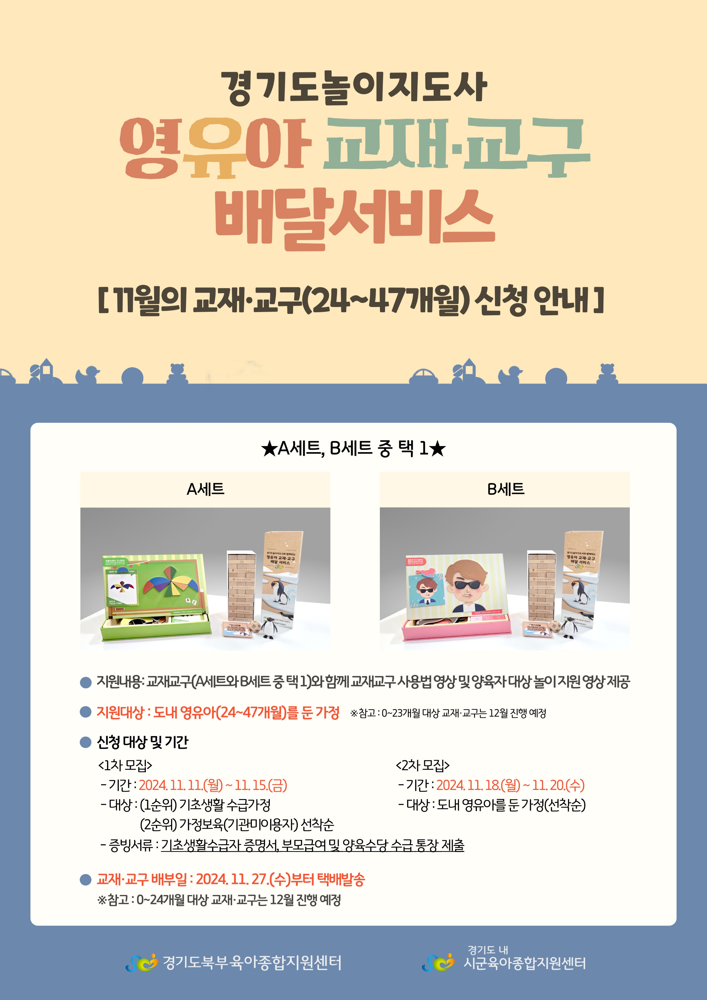 경기도놀이지도사
영유아 교재·교구
배달서비스
[ 11월의 교재·교구(24~47개월) 신청 안내 ]
★A세트, B세트 중 택 1★
A세트
B세트
경기도놀이지도사와 함께하는
영유아 교재·교구
배달 서비스
PALM TREE
경기도놀이지도사와 함께하는
영유아 교재·교구
배달 서비스
● 지원내용: 교재교구(A세트와 B세트 중 택 1)와 함께 교재교구 사용법 영상 및 양육자 대상 놀이 지원 영상 제공
● 지원대상 : 도내 영유아(24~47개월)를 둔 가정 ※참고 : 0~23개월 대상 교재·교구는 12월 진행 예정
● 신청 대상 및 기간
<1차 모집>
- 기간 : 2024. 11. 11.(월) ~ 11. 15.(금)
- 대상 : (1순위) 기초생활 수급가정
(2순위) 가정보육(기관미이용자) 선착순
- 증빙서류 : 기초생활수급자 증명서, 부모급여 및 양육수당 수급 통장 제출
<2차 모집>
- 기간 : 2024. 11. 18.(월) ~ 11. 20.(수)
- 대상 : 도내 영유아를 둔 가정(선착순)
● 교재·교구 배부일 : 2024. 11. 27.(수)부터 택배발송
※참고 : 0~24개월 대상 교재·교구는 12월 진행 예정
경기도북부육아종합지원센터
경기도 내
시군육아종합지원센터